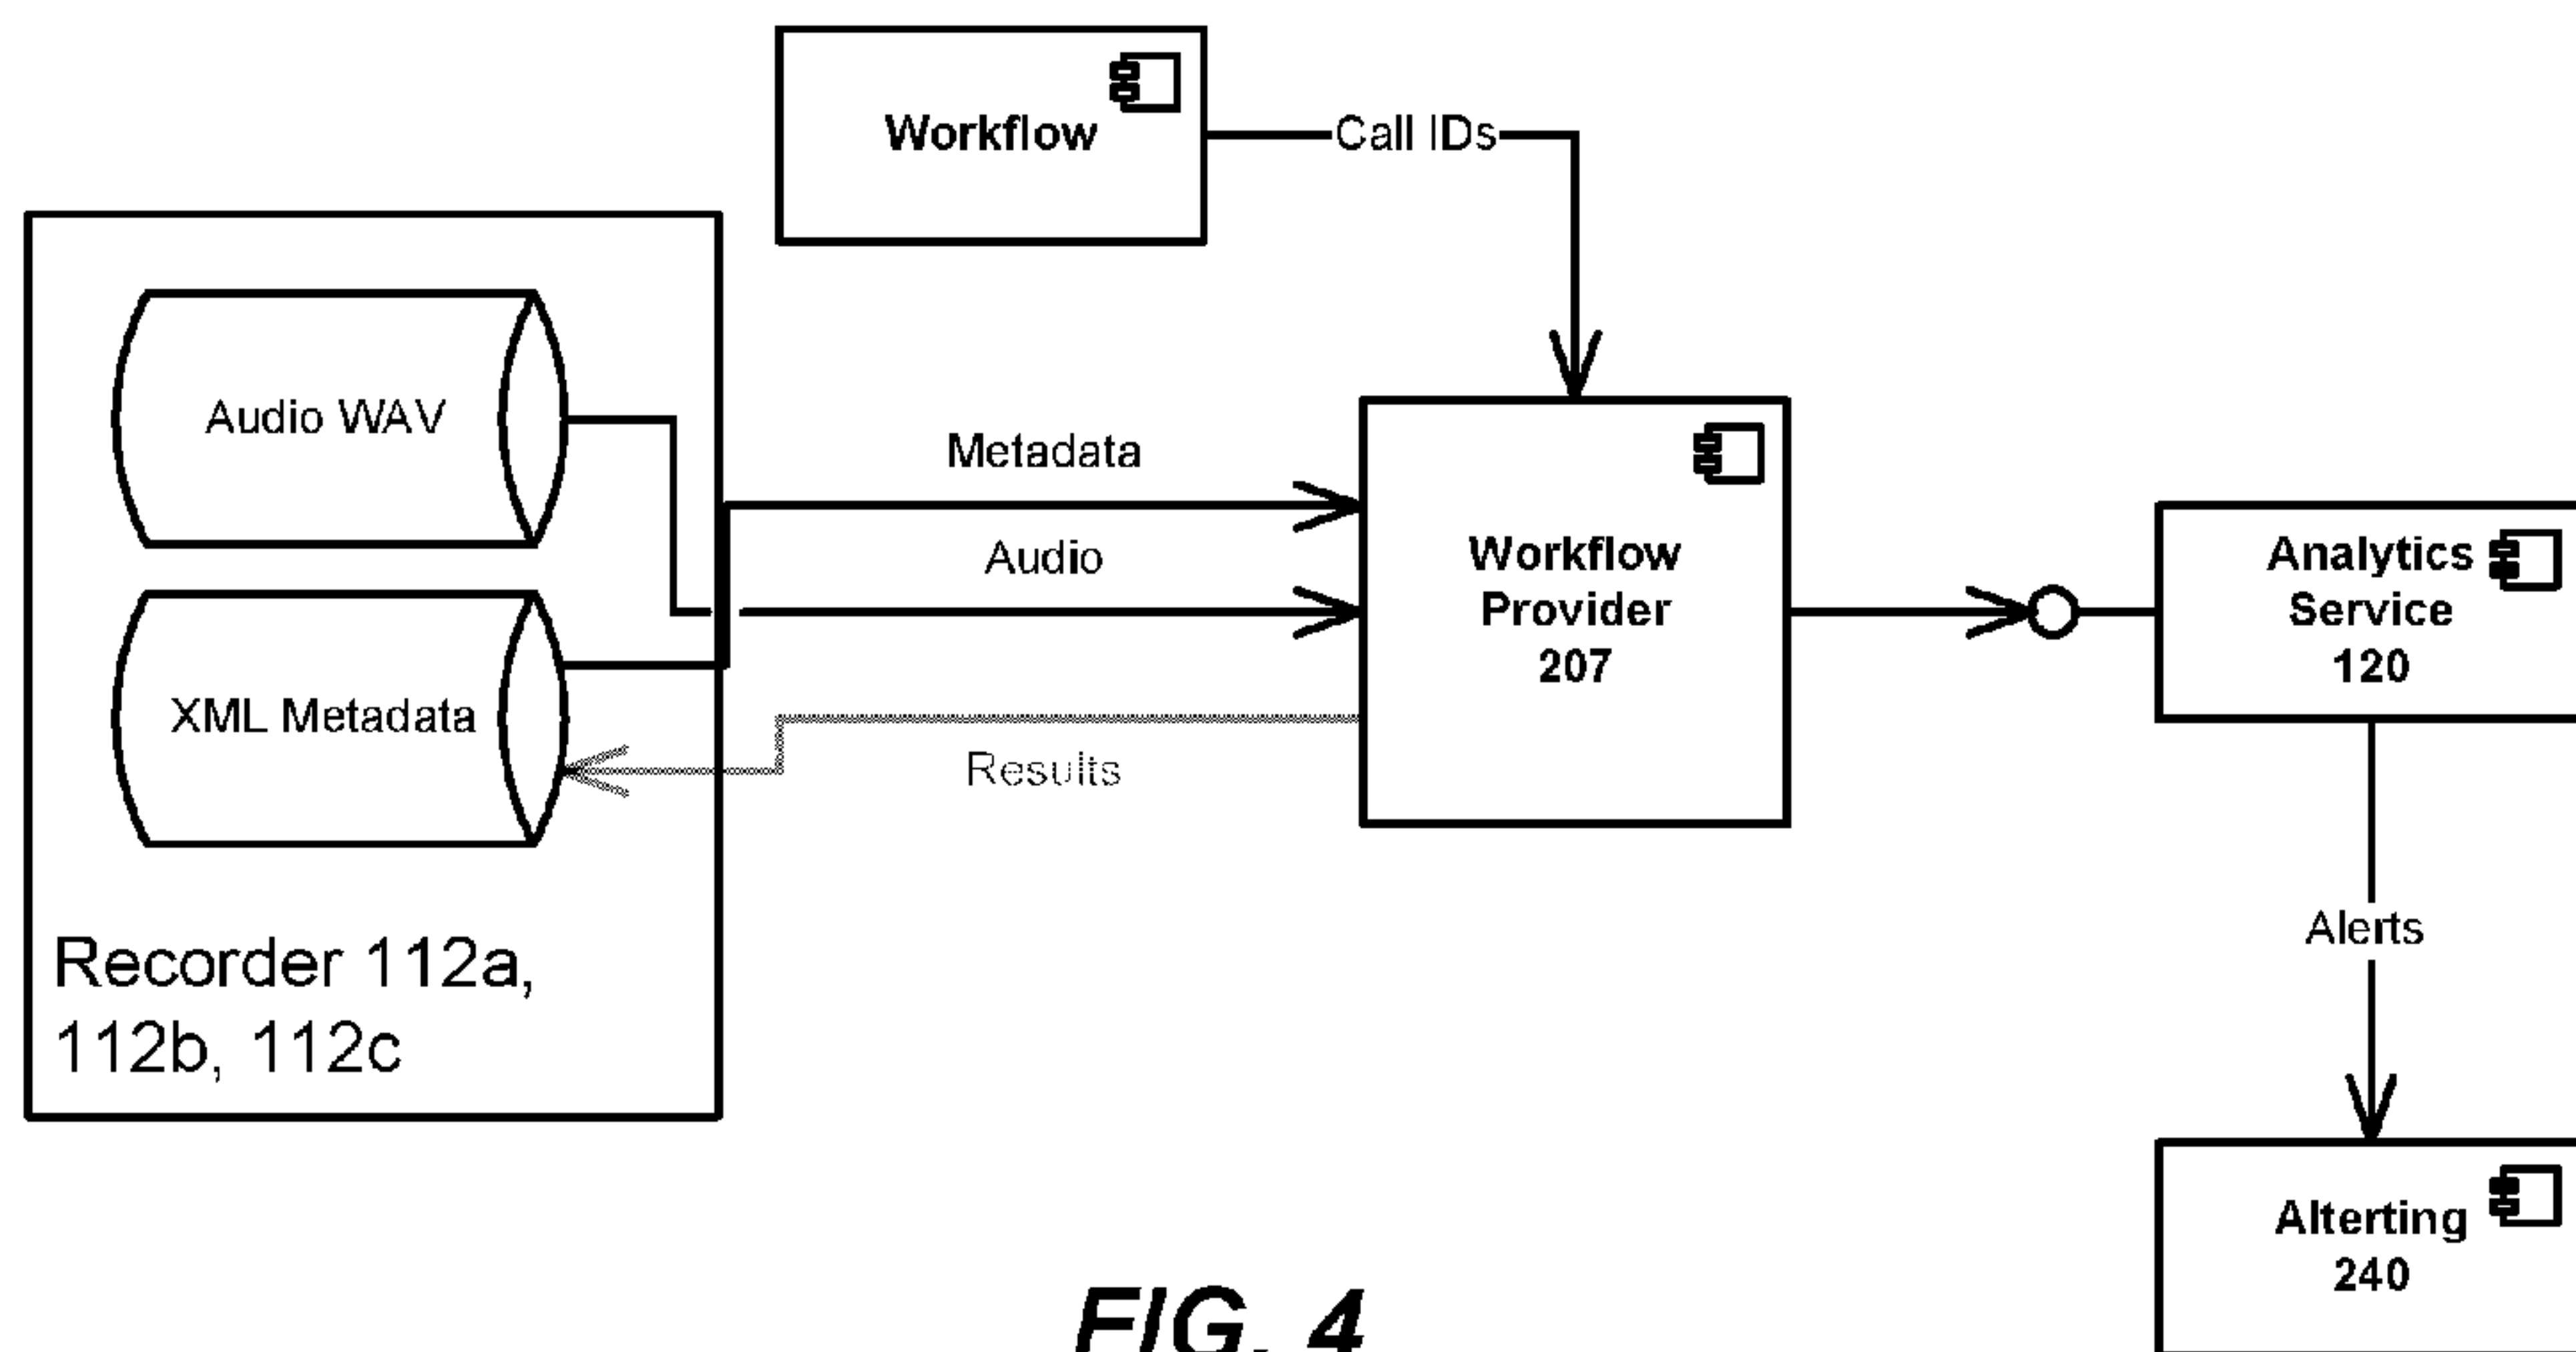 Workflow
Call IDs
Audio WAV
Metadata
Audio
XML Metadata
Results
Workflow
Provider
207
Analytics
Service
120
Alerts
Recorder 112a,
112b, 112c
Alterting
240
FIG. 4